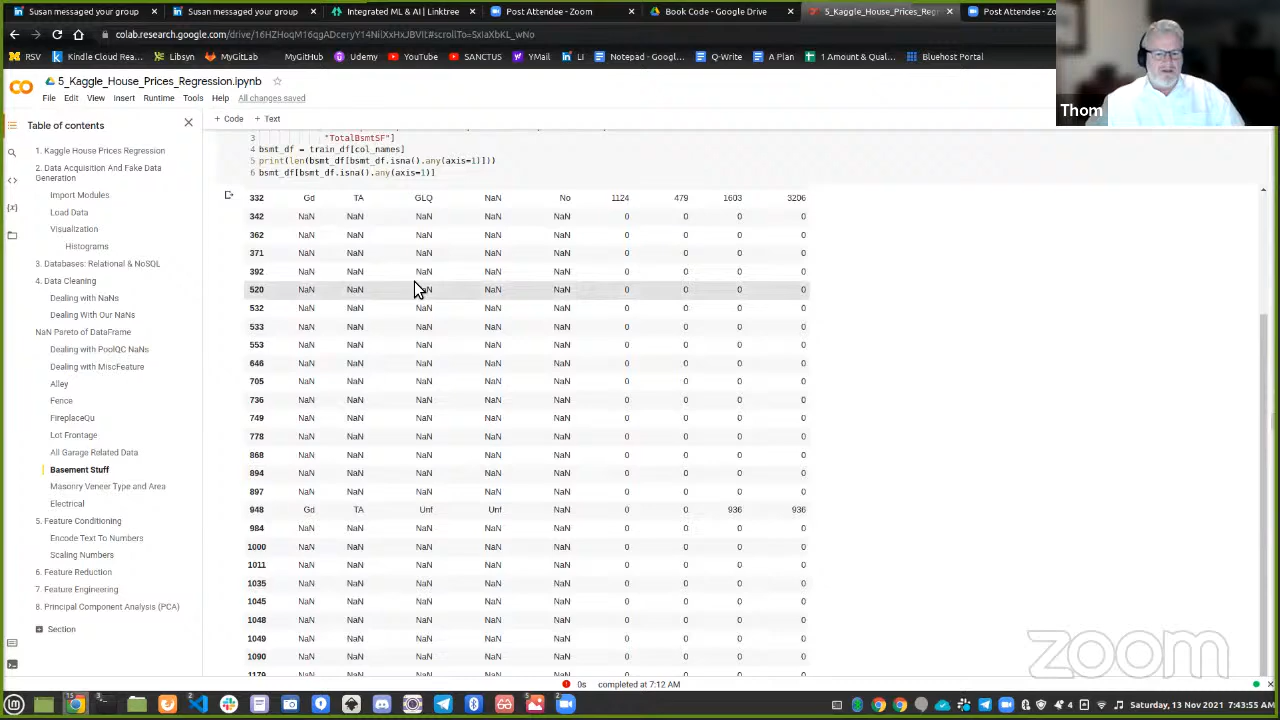 Susan messaged your group
Susan messaged your group
Integrated ML & AI | Linktree
Post Attendee - Zoom
Book Code - Google Drive
5_Kaggle_House_Prices_Regr
Post Attendee - Zo
colab.research.google.com
RSV
Kindle Cloud Rea...
Libsyn
MyGitLab
MyGitHub
Udemy
YouTube
SANCTUS
YMail
LI
Notepad - Googl...
Q-Write
A Plan
1 Amount & Qual...
Bluehost Portal
Thom
5_Kaggle_House_Prices_Regression.ipynb
File Edit View Insert Runtime Tools Help All changes saved
Table of contents
+ Code + Text
1. Kaggle House Prices Regression
2. Data Acquisition And Fake Data
Generation
Import Modules
Load Data
Visualization
Histograms
3. Databases: Relational & NoSQL
4. Data Cleaning
Dealing with NaNs
Dealing With Our NaNs
NaN Pareto of DataFrame
Dealing with PoolQC NaNs
Dealing with MiscFeature
Alley
Fence
FireplaceQu
Lot Frontage
All Garage Related Data
Basement Stuff
Masonry Veneer Type and Area
Electrical
5. Feature Conditioning
Encode Text To Numbers
Scaling Numbers
6. Feature Reduction
7. Feature Engineering
8. Principal Component Analysis (PCA)
Section
3 "TotalBsmtSF"]
4 bsmt_df = train_df[col_names]
5 print(len(bsmt_df[bsmt_df.isna().any(axis=1)]))
6 bsmt_df[bsmt_df.isna().any(axis=1)]
332 Gd TA GLQ NaN No 1124 479 1603 3206
342 NaN NaN NaN NaN NaN 0 0 0 0
362 NaN NaN NaN NaN NaN 0 0 0 0
371 NaN NaN NaN NaN NaN 0 0 0 0
392 NaN NaN NaN NaN NaN 0 0 0 0
520 NaN NaN NaN NaN NaN 0 0 0 0
532 NaN NaN NaN NaN NaN 0 0 0 0
533 NaN NaN NaN NaN NaN 0 0 0 0
553 NaN NaN NaN NaN NaN 0 0 0 0
646 NaN NaN NaN NaN NaN 0 0 0 0
705 NaN NaN NaN NaN NaN 0 0 0 0
736 NaN NaN NaN NaN NaN 0 0 0 0
749 NaN NaN NaN NaN NaN 0 0 0 0
778 NaN NaN NaN NaN NaN 0 0 0 0
868 NaN NaN NaN NaN NaN 0 0 0 0
894 NaN NaN NaN NaN NaN 0 0 0 0
897 NaN NaN NaN NaN NaN 0 0 0 0
948 Gd TA Unf Unf NaN 0 0 936 936
984 NaN NaN NaN NaN NaN 0 0 0 0
1000 NaN NaN NaN NaN NaN 0 0 0 0
1011 NaN NaN NaN NaN NaN 0 0 0 0
1035 NaN NaN NaN NaN NaN 0 0 0 0
1045 NaN NaN NaN NaN NaN 0 0 0 0
1048 NaN NaN NaN NaN NaN 0 0 0 0
1049 NaN NaN NaN NaN NaN 0 0 0 0
1090 NaN NaN NaN NaN NaN 0 0 0 0
1179 NaN NaN NaN NaN NaN 0 0 0 0
zoom
0s completed at 7:12 AM
Saturday, 13 Nov 2021, 4:43:55 AM